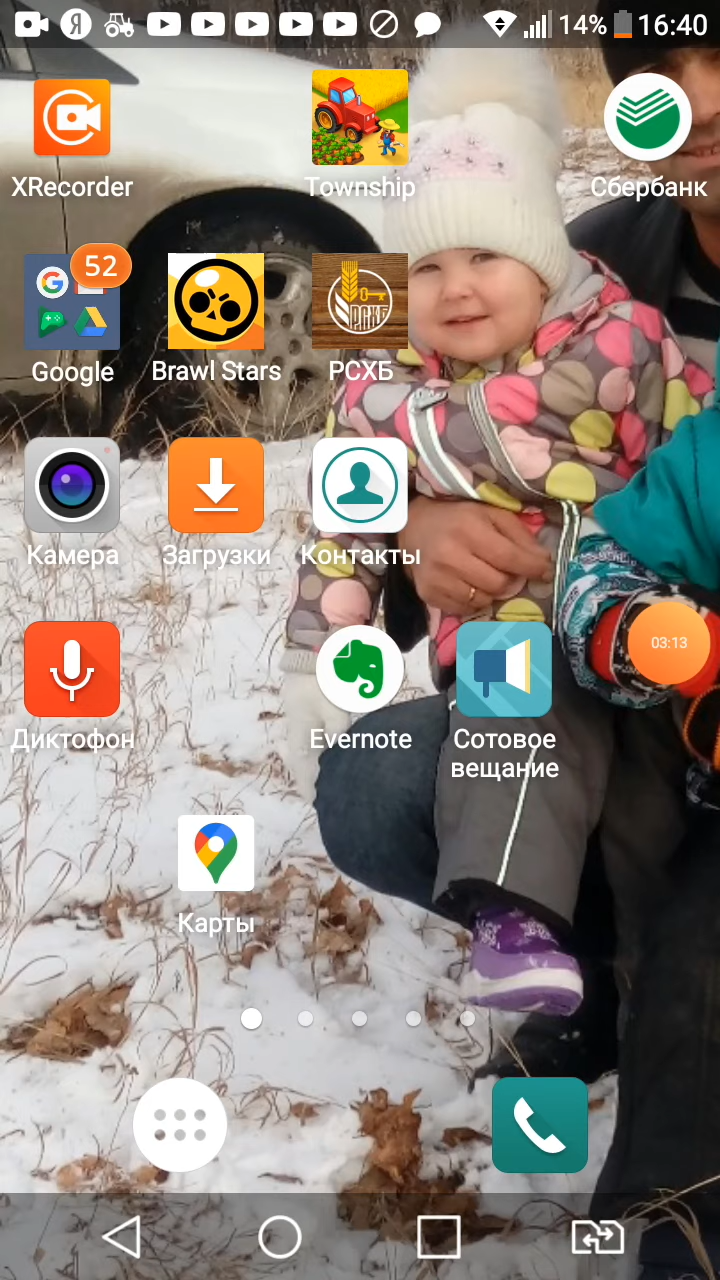 14% 16:40
XRecorder
Township
Сбербанк
52
Google
Brawl Stars
РСХБ
РСХБ
Камера
Загрузки
Контакты
03:13
Диктофон
Evernote
Сотовое
вещание
Карты